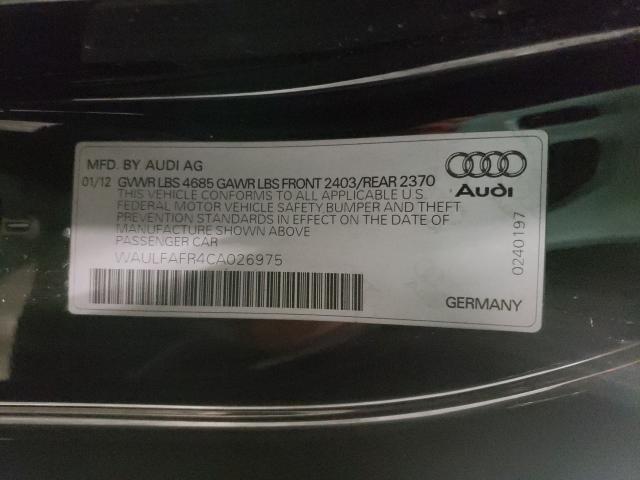 MFD. BY AUDI AG
01/12 GVWR LBS 4685 GAWR LBS FRONT 2403/REAR 2370
THIS VEHICLE CONFORMS TO ALL APPLICABLE U.S.
FEDERAL MOTOR VEHICLE SAFETY BUMPER AND THEFT
PREVENTION STANDARDS IN EFFECT ON THE DATE OF
MANUFACTURE SHOWN ABOVE
PASSENGER CAR
WAULFAFR4CA026975
Audi
0240197
GERMANY